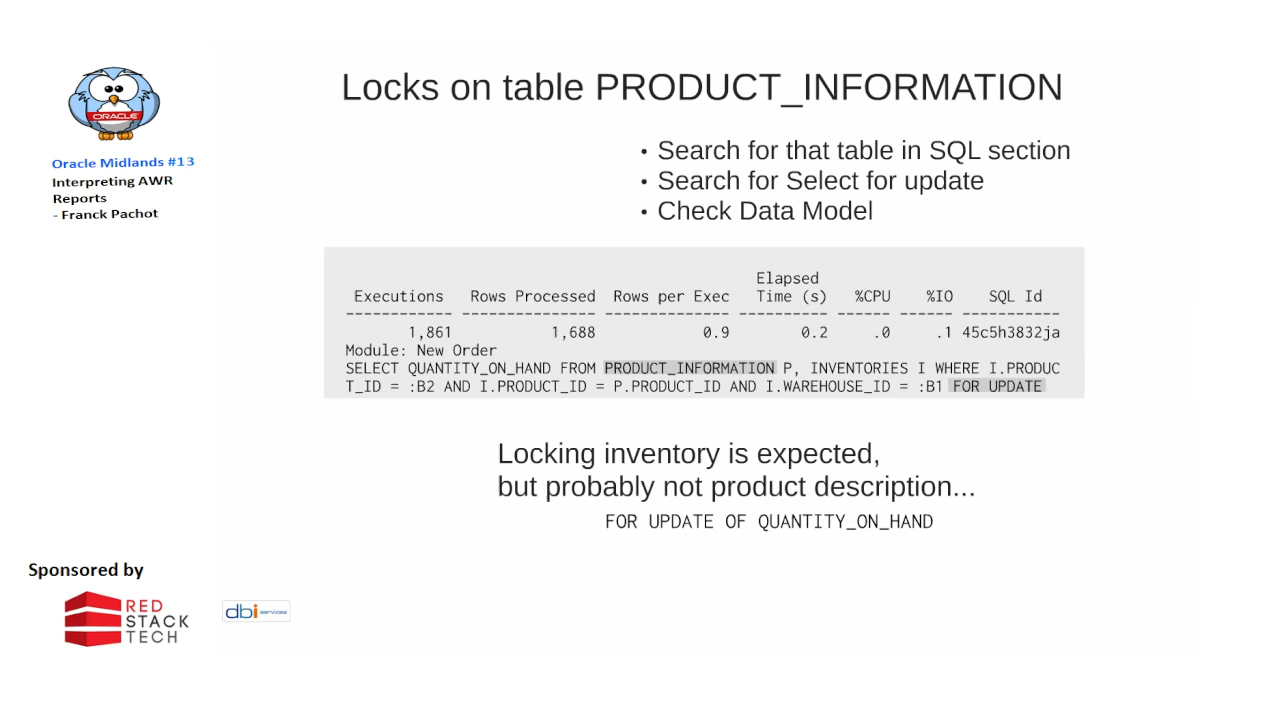 Locks on table PRODUCT_INFORMATION
ORACLE
Oracle Midlands #13
Interpreting AWR
Reports
- Franck Pachot
• Search for that table in SQL section
• Search for Select for update
• Check Data Model
Elapsed
Executions Rows Processed Rows per Exec Time (s) %CPU %IO SQL Id
------------ --------------- -------------- ---------- ------ ------ -----------
1,861 1,688 0.9 0.2 .0 .1 45c5h3832ja
Module: New Order
SELECT QUANTITY_ON_HAND FROM PRODUCT_INFORMATION P, INVENTORIES I WHERE I.PRODUC
T_ID = :B2 AND I.PRODUCT_ID = P.PRODUCT_ID AND I.WAREHOUSE_ID = :B1 FOR UPDATE
Locking inventory is expected,
but probably not product description...
FOR UPDATE OF QUANTITY_ON_HAND
Sponsored by
RED
STACK
TECH
dbi services